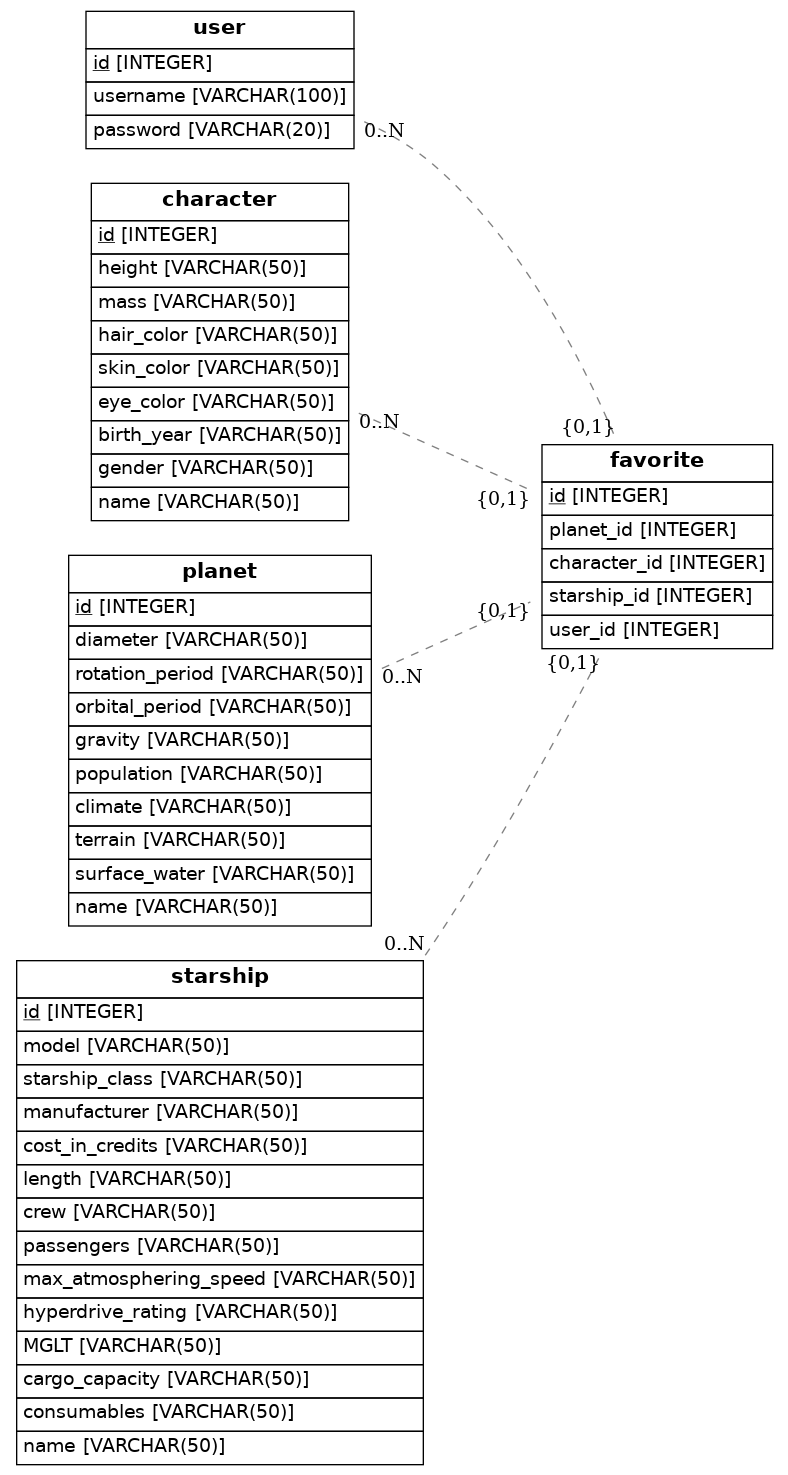 user
id [INTEGER]
username [VARCHAR(100)]
password [VARCHAR(20)]
0..N
character
id [INTEGER]
height [VARCHAR(50)]
mass [VARCHAR(50)]
hair_color [VARCHAR(50)]
skin_color [VARCHAR(50)]
eye_color [VARCHAR(50)]
birth_year [VARCHAR(50)]
gender [VARCHAR(50)]
name [VARCHAR(50)]
0..N
{0,1}
{0,1}
favorite
id [INTEGER]
planet_id [INTEGER]
character_id [INTEGER]
starship_id [INTEGER]
user_id [INTEGER]
{0,1}
{0,1}
planet
id [INTEGER]
diameter [VARCHAR(50)]
rotation_period [VARCHAR(50)]
orbital_period [VARCHAR(50)]
gravity [VARCHAR(50)]
population [VARCHAR(50)]
climate [VARCHAR(50)]
terrain [VARCHAR(50)]
surface_water [VARCHAR(50)]
name [VARCHAR(50)]
0..N
0..N
starship
id [INTEGER]
model [VARCHAR(50)]
starship_class [VARCHAR(50)]
manufacturer [VARCHAR(50)]
cost_in_credits [VARCHAR(50)]
length [VARCHAR(50)]
crew [VARCHAR(50)]
passengers [VARCHAR(50)]
max_atmosphering_speed [VARCHAR(50)]
hyperdrive_rating [VARCHAR(50)]
MGLT [VARCHAR(50)]
cargo_capacity [VARCHAR(50)]
consumables [VARCHAR(50)]
name [VARCHAR(50)]